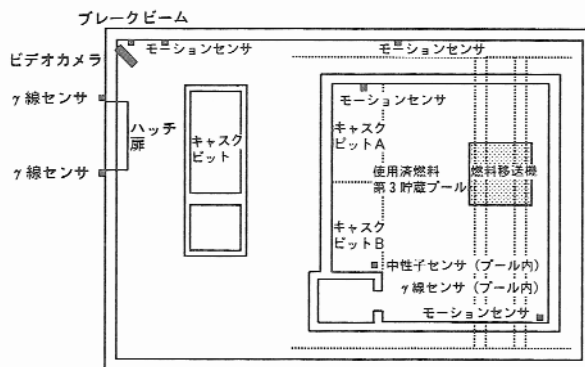 ブレークビーム
ビデオカメラ
モーションセンサ
モーションセンサ
γ線センサ
モーションセンサ
ハッチ
扉
キャスク
ピット
キャスク
ピットA
使用済燃料
第3貯蔵プール
燃料移送機
γ線センサ
キャスク
ピットB
中性子センサ（プール内）
γ線センサ（プール内）
モーションセンサ